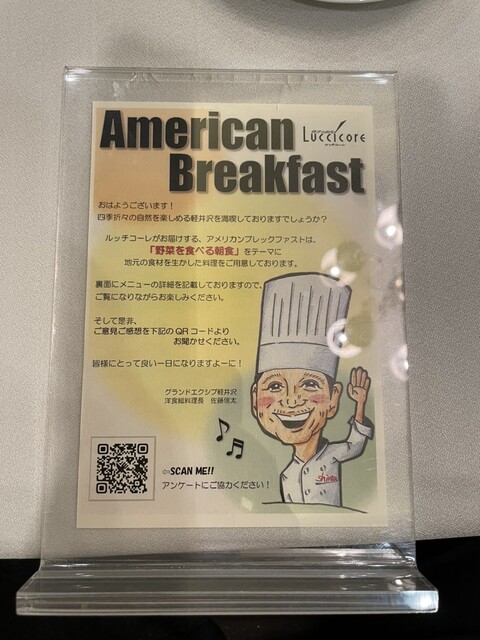 American
Luccicore
Breakfast
おはようございます！
四季折々の自然を楽しめる軽井沢を満喫しておりますでしょうか？
ルッチコーレがお届けする、アメリカンブレックファストは、
「野菜を食べる朝食」をテーマに
地元の食材を生かした料理をご用意しております。
裏面にメニューの詳細を記載しておりますので、
ご覧になりながらお楽しみください。
そして是非、
ご意見ご感想を下記のQRコードより
お聞かせください。
皆様にとって良い一日になりますよーに！
グランドエクシブ軽井沢
洋食総料理長 佐藤信太
⇦SCAN ME!!
アンケートにご協力ください！